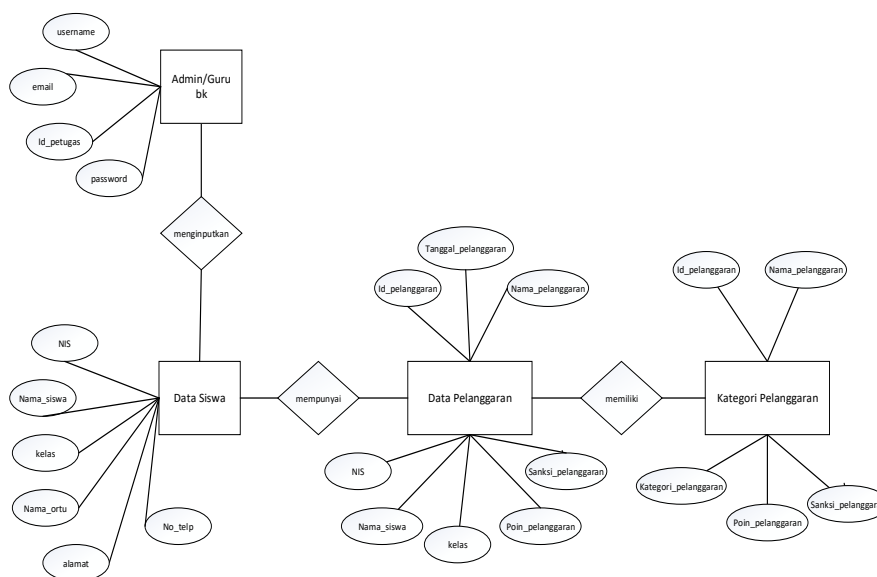 username
Admin/Guru
bk
email
Id_petugas
password
menginputkan
Tanggal_pelanggaran
Id_pelanggaran
Nama_pelanggaran
Id_pelanggaran
Nama_pelanggaran
NIS
Nama_siswa
Data Siswa
mempunyai
Data Pelanggaran
memiliki
Kategori Pelanggaran
kelas
Nama_ortu
alamat
No_telp
NIS
Sanksi_pelanggaran
Nama_siswa
kelas
Poin_pelanggaran
Kategori_pelanggaran
Poin_pelanggaran
Sanksi_pelanggaran